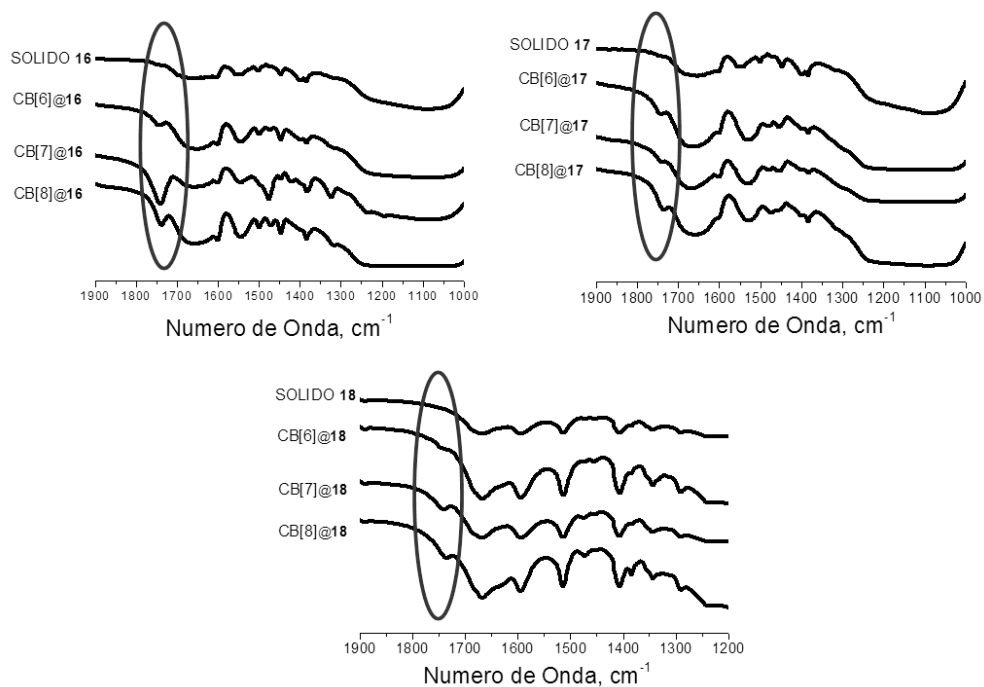 SOLIDO 16
CB[6]@16
CB[7]@16
CB[8]@16
1900 1800 1700 1600 1500 1400 1300 1200 1100 1000
Numero de Onda, cm-1
SOLIDO 17
CB[6]@17
CB[7]@17
CB[8]@17
1900 1800 1700 1600 1500 1400 1300 1200 1100 1000
Numero de Onda, cm-1
SOLIDO 18
CB[6]@18
CB[7]@18
CB[8]@18
1900 1800 1700 1600 1500 1400 1300 1200
Numero de Onda, cm-1